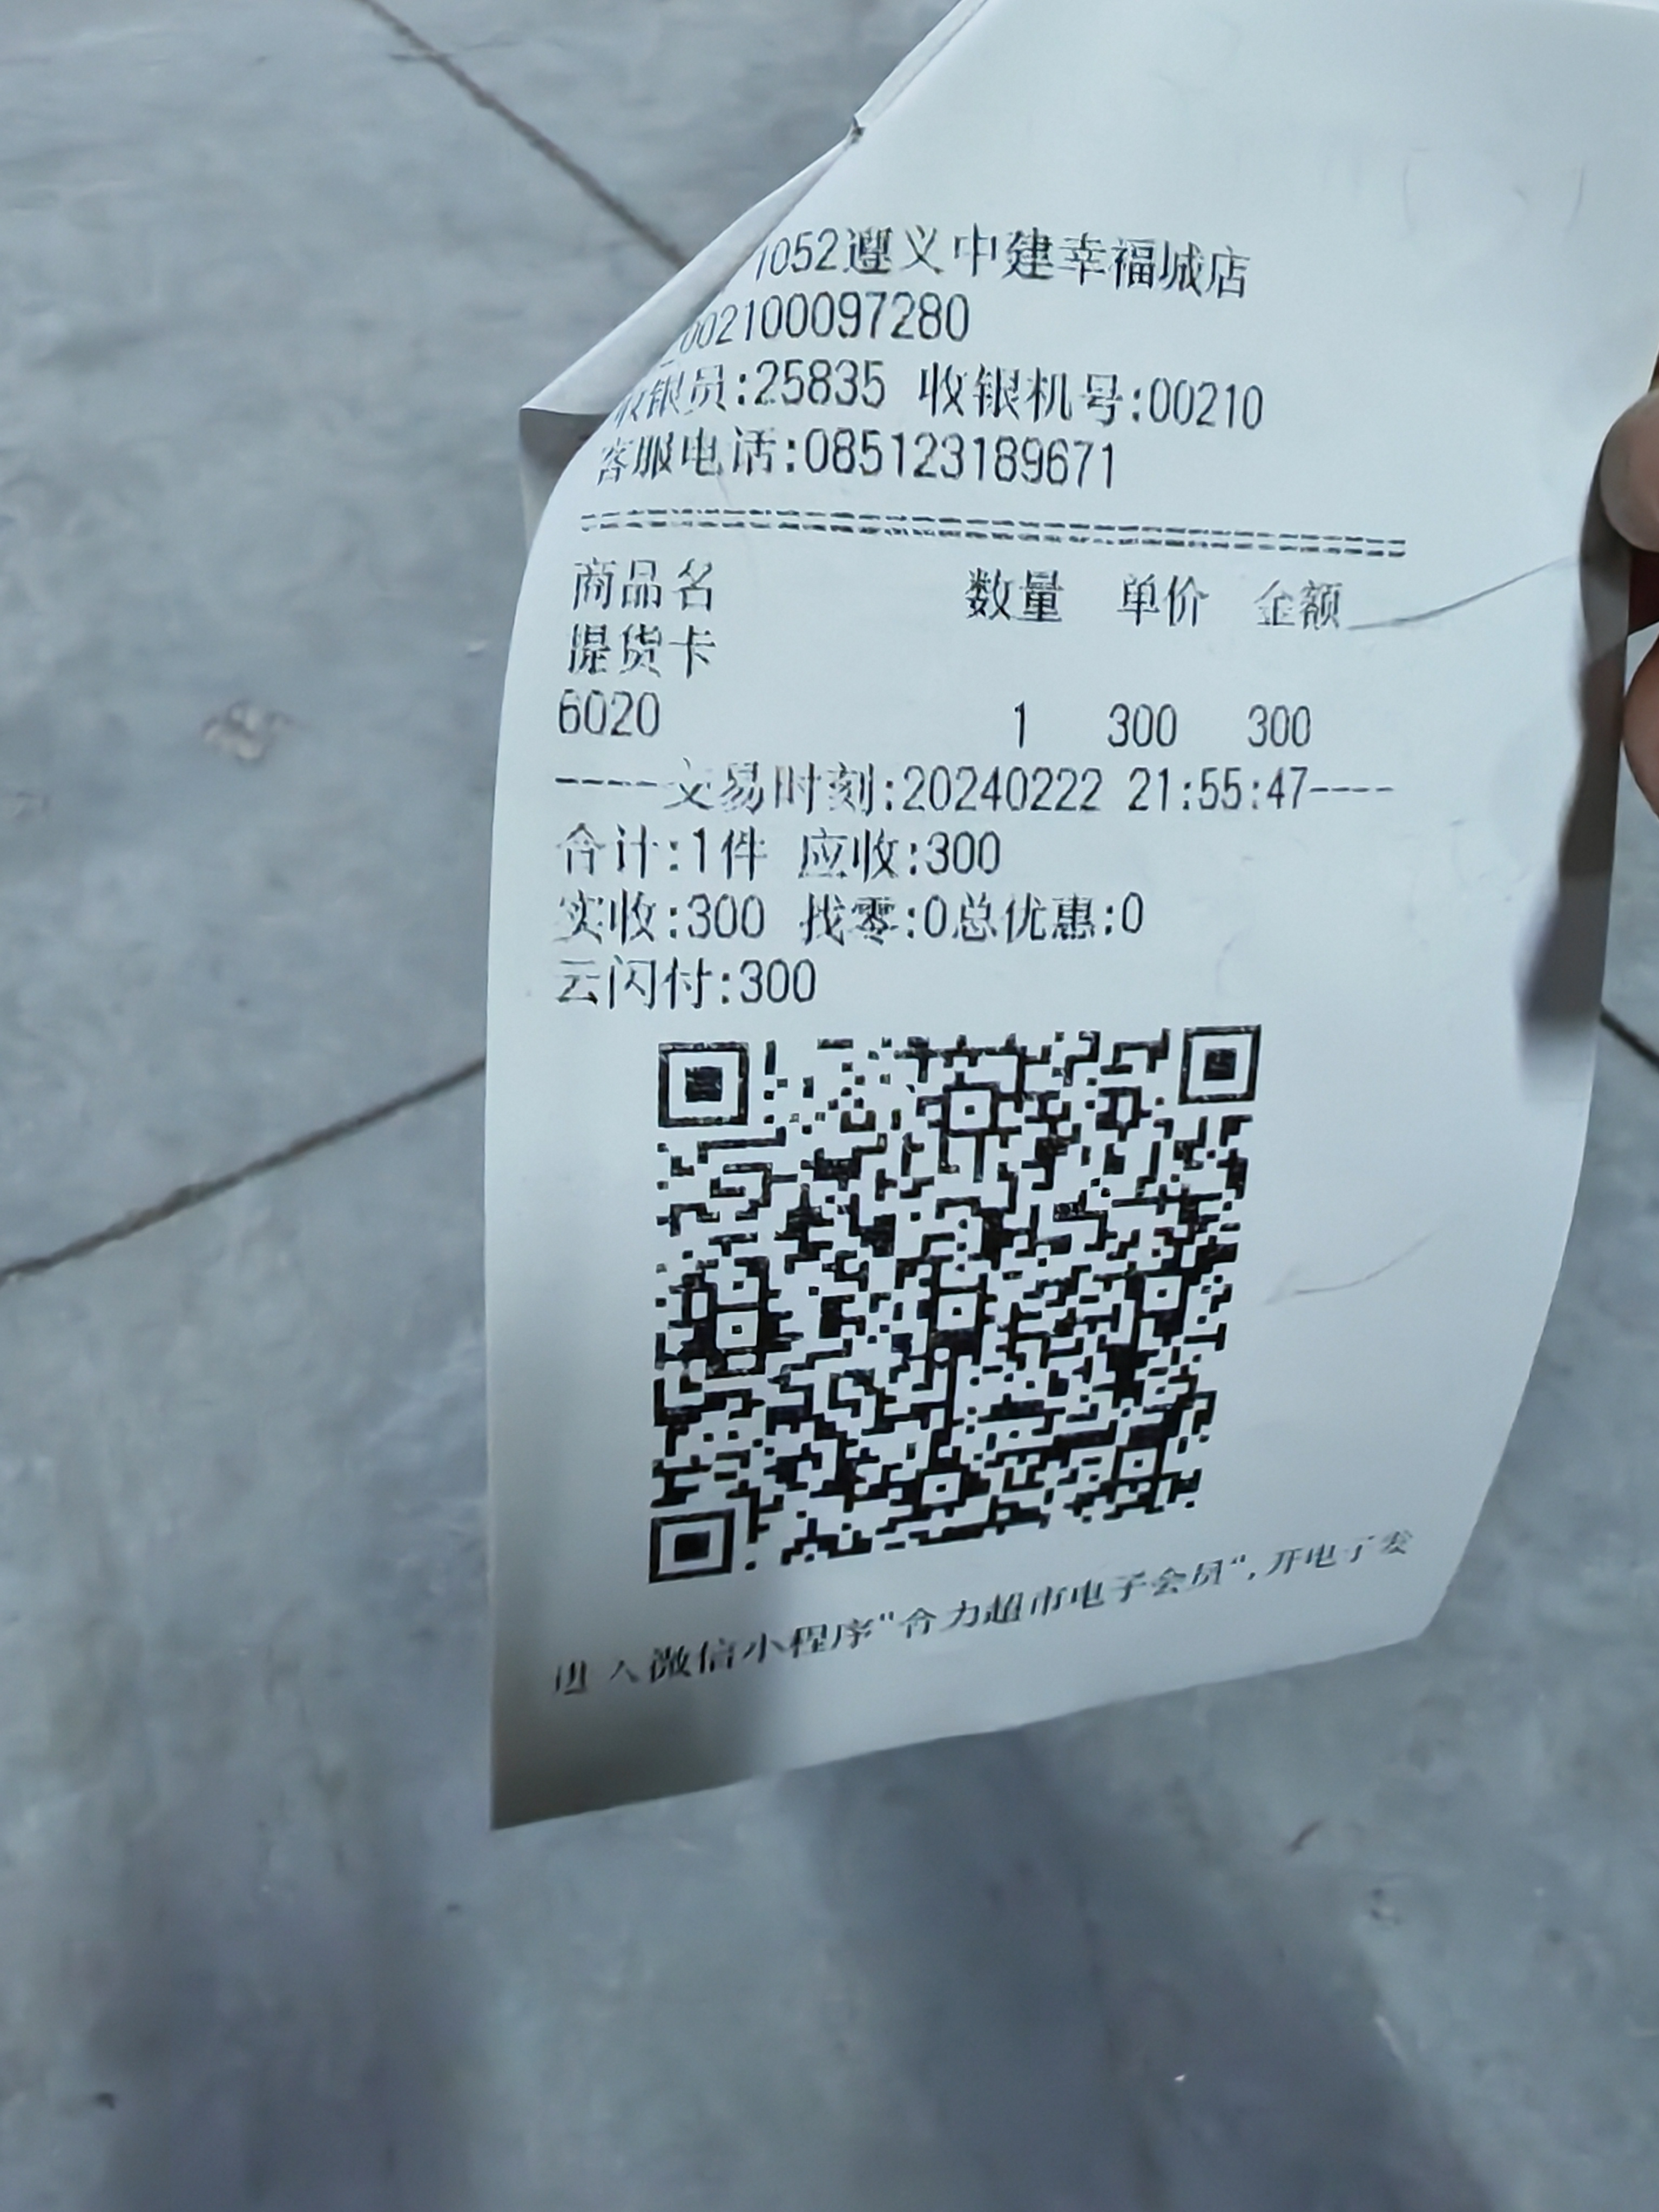 1052遵义中建幸福城店
002100097280
收银员:25835 收银机号:00210
客服电话:085123189671
商品名 数量 单价 金额
提货卡
6020 1 300 300
-----交易时刻:20240222 21:55:47----
合计:1件 应收:300
实收:300 找零:0总优惠:0
云闪付:300
进入微信小程序"合力超市电子会员",开电子发